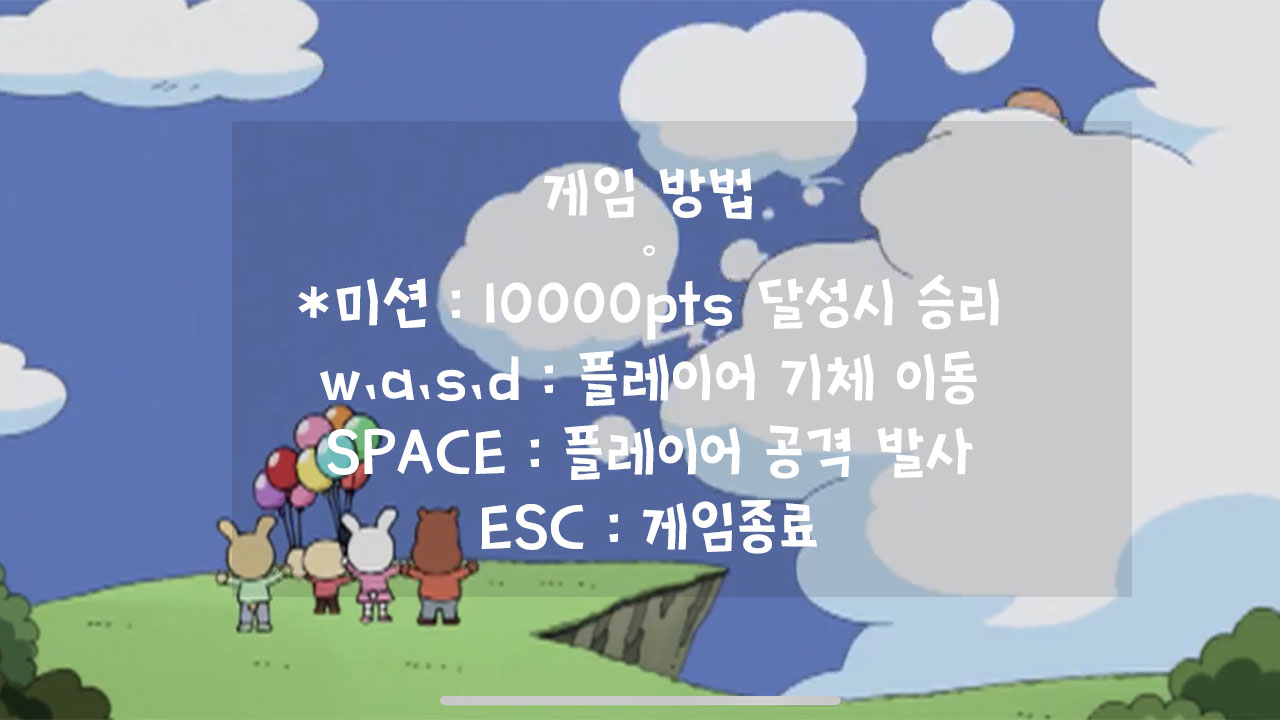 게임 방법
。
*미션 : 10000pts 달성시 승리
w,a,s,d : 플레이어 기체 이동
SPACE : 플레이어 공격 발사
ESC : 게임종료